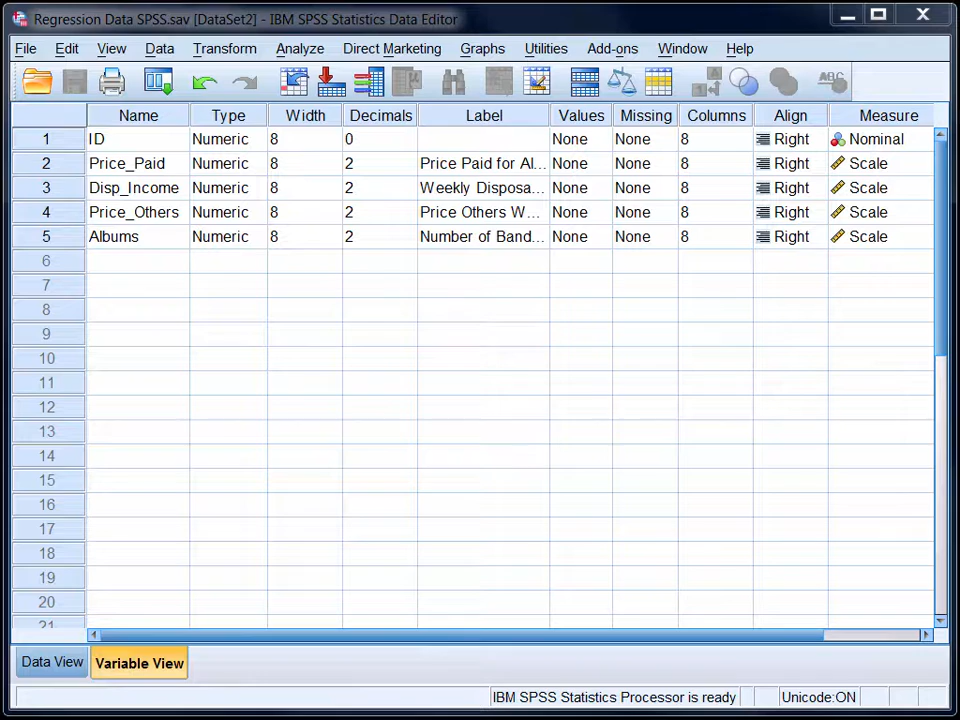 Regression Data SPSS.sav [DataSet2] - IBM SPSS Statistics Data Editor
File Edit View Data Transform Analyze Direct Marketing Graphs Utilities Add-ons Window Help
Name Type Width Decimals Label Values Missing Columns Align Measure
1 ID Numeric 8 0 None None 8 Right Nominal
2 Price_Paid Numeric 8 2 Price Paid for Al... None None 8 Right Scale
3 Disp_Income Numeric 8 2 Weekly Disposa... None None 8 Right Scale
4 Price_Others Numeric 8 2 Price Others W... None None 8 Right Scale
5 Albums Numeric 8 2 Number of Band... None None 8 Right Scale
6
7
8
9
10
11
12
13
14
15
16
17
18
19
20
21
Data View Variable View
IBM SPSS Statistics Processor is ready Unicode:ON